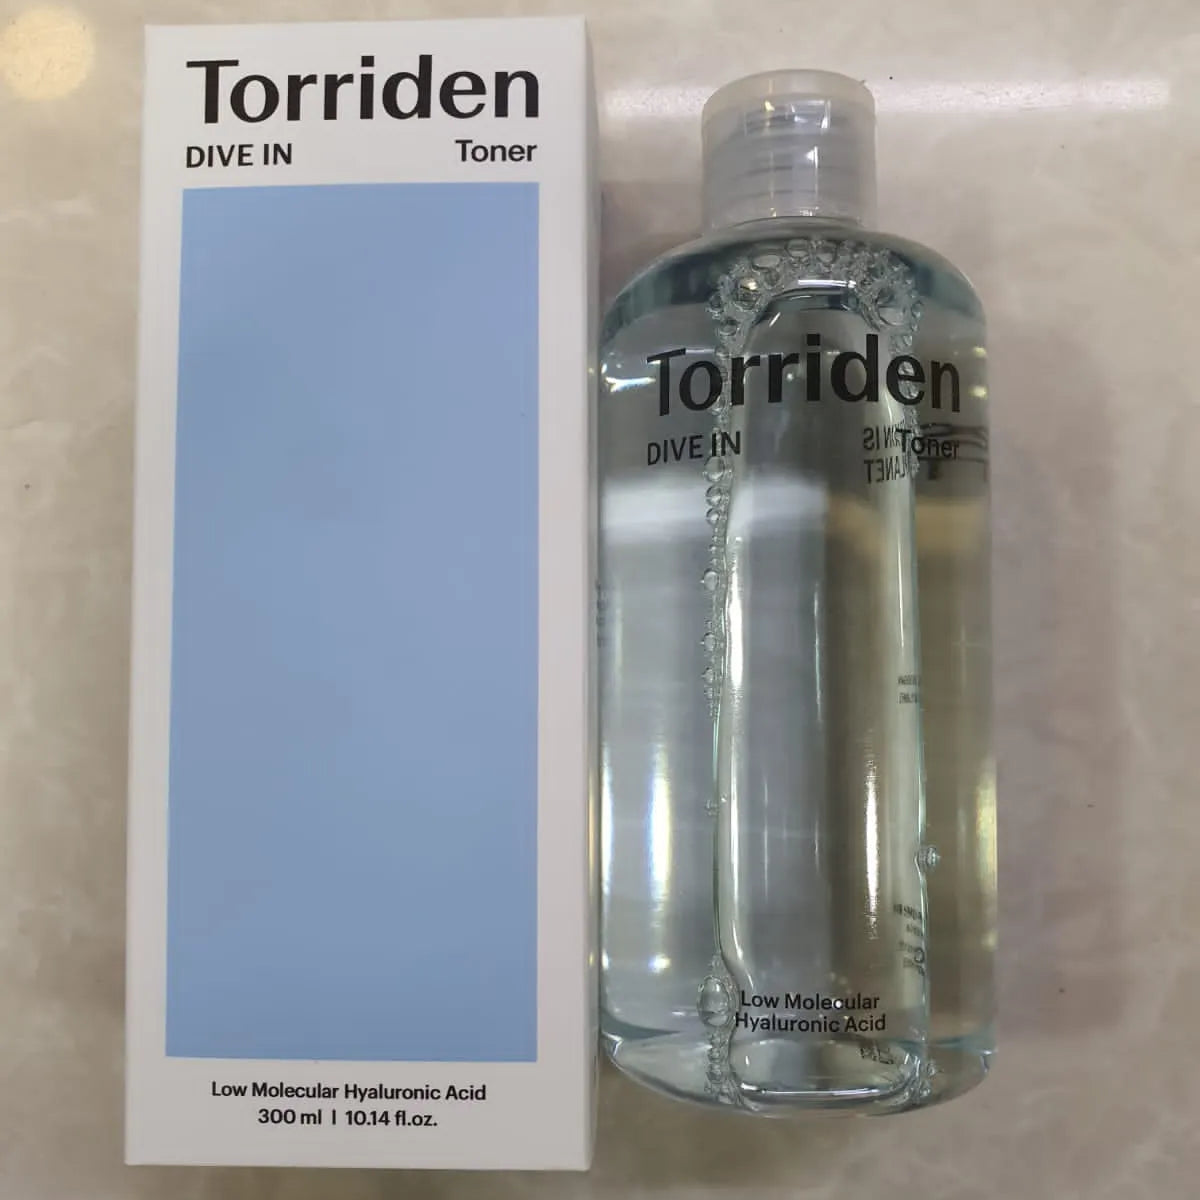 Torriden
DIVE IN Toner
Low Molecular Hyaluronic Acid
300 ml | 10.14 fl.oz.
Torriden
DIVE IN Toner
Low Molecular
Hyaluronic Acid